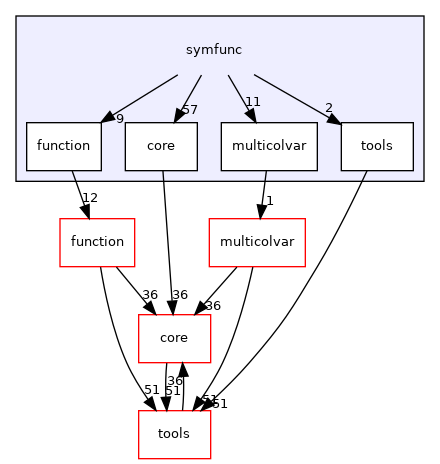 symfunc
9
57
11
2
function
core
multicolvar
tools
12
1
function
multicolvar
36
36
36
core
51
51
36
51
51
tools